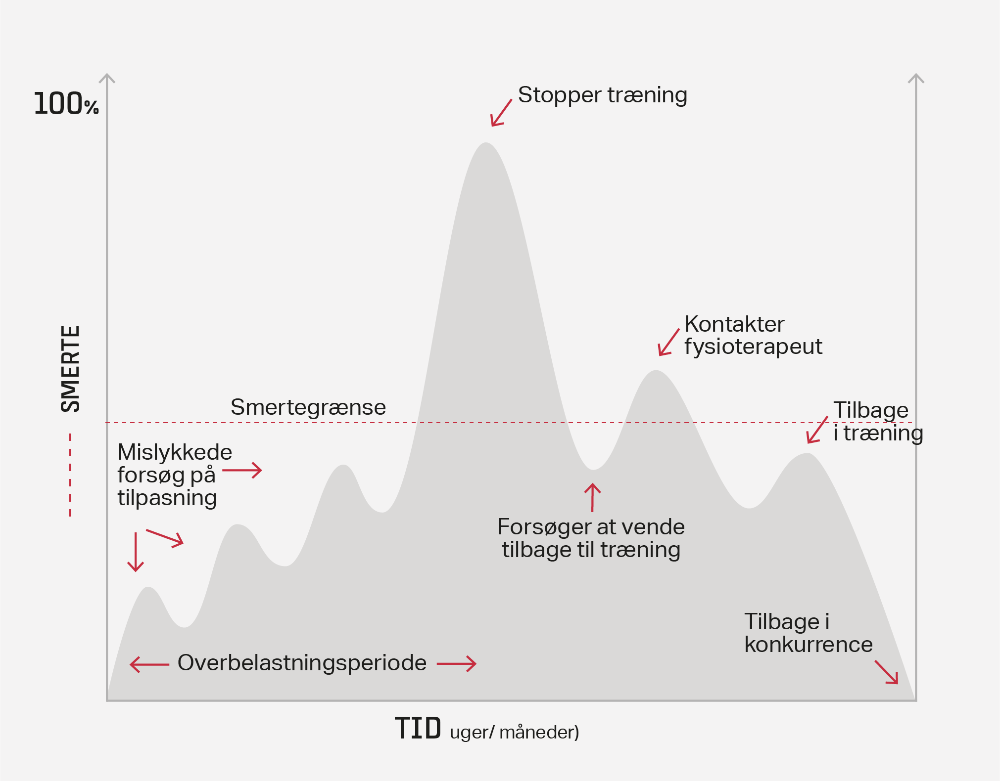 100%
Stopper træning
Kontakter
fysioterapeut
SMERTE
Smertegrænse
Tilbage
i træning
Mislykkede
forsøg på
tilpasning
Forsøger at vende
tilbage til træning
Tilbage i
konkurrence
Overbelastningsperiode
TID uger/ måneder)